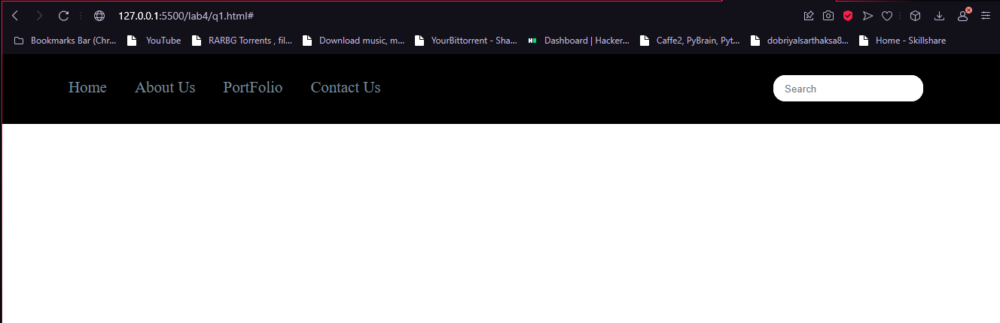 127.0.0.1:5500/lab4/q1.html#
Bookmarks Bar (Chr... YouTube RARBG Torrents , fil... Download music, m... YourBittorrent - Sha... Dashboard | Hacker... Caffe2, PyBrain, Pyt... dobriyalsarthaksa8... Home - Skillshare
Home About Us PortFolio Contact Us Search